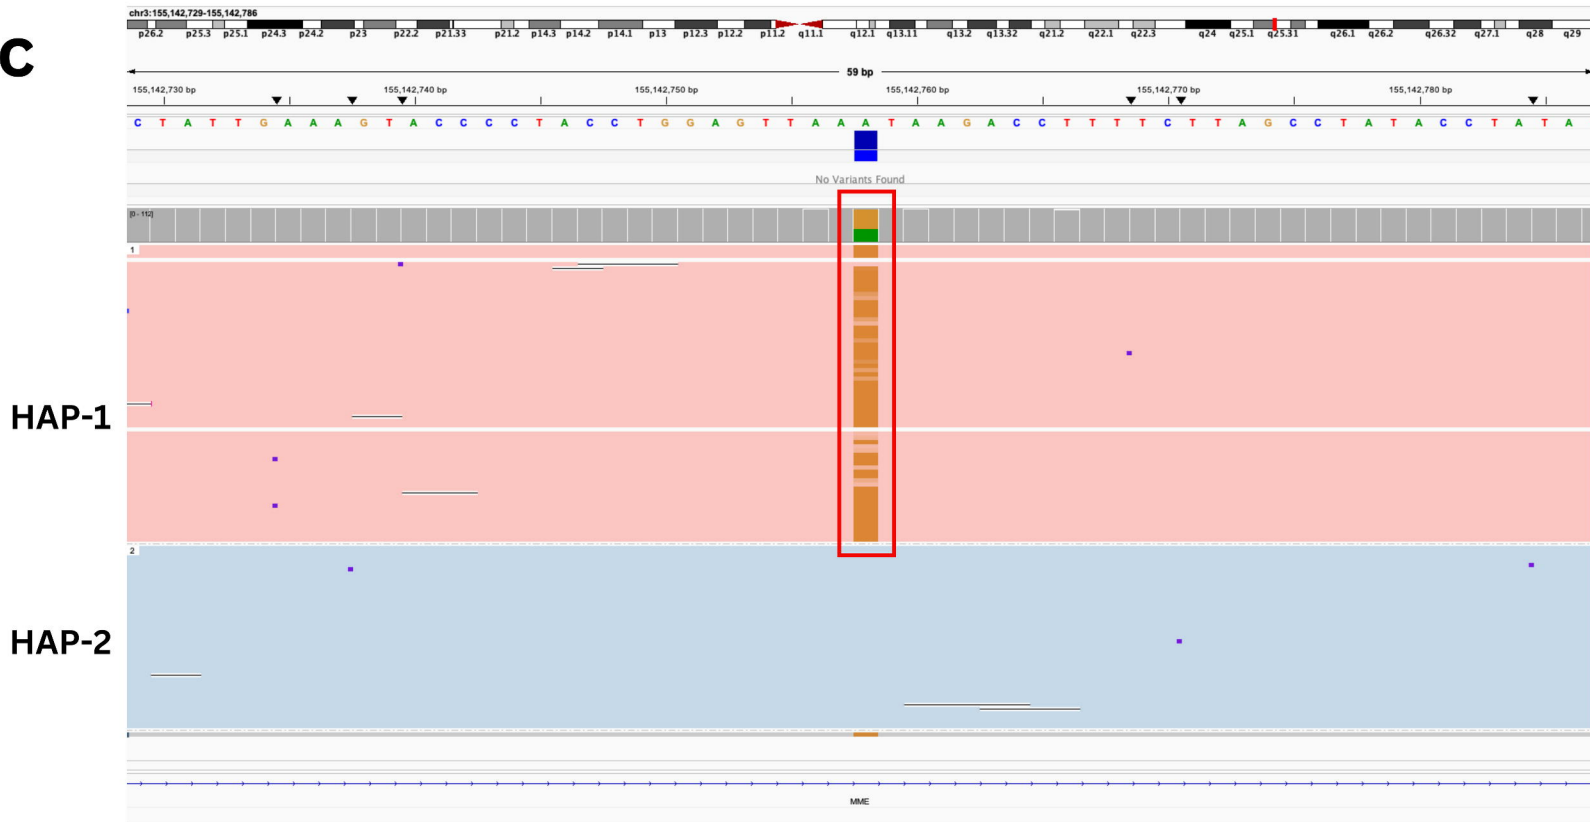 C
chr3:155,142,729-155,142,786
p26.2 p25.3 p25.1 p24.3 p24.2 p23 p22.2 p21.33 p21.2 p14.3 p14.2 p14.1 p13 p12.3 p12.2 p11.2 q11.1 q12.1 q13.11 q13.2 q13.32 q21.2 q22.1 q22.3 q24 q25.1 q25.31 q26.1 q26.2 q26.32 q27.1 q28 q29
59 bp
155,142,730 bp 155,142,740 bp 155,142,750 bp 155,142,760 bp 155,142,770 bp 155,142,780 bp
C T A T T G A A A G T A C C C C T A C C T G G A G T T A A A T A A G A C C T T T T C T T A G C C T A T A C C T A T A
No Variants Found
[0 - 112]
1
HAP-1
2
HAP-2
MME